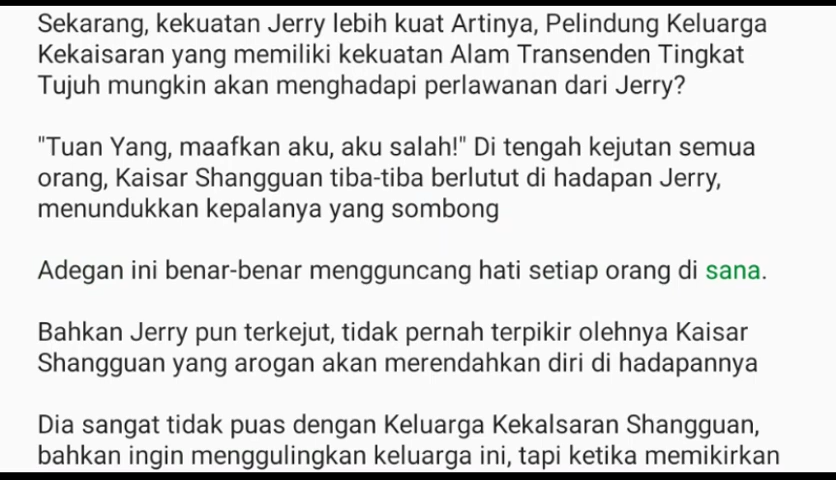 Sekarang, kekuatan Jerry lebih kuat Artinya, Pelindung Keluarga
Kekaisaran yang memiliki kekuatan Alam Transenden Tingkat
Tujuh mungkin akan menghadapi perlawanan dari Jerry?
"Tuan Yang, maafkan aku, aku salah!" Di tengah kejutan semua
orang, Kaisar Shangguan tiba-tiba berlutut di hadapan Jerry,
menundukkan kepalanya yang sombong
Adegan ini benar-benar mengguncang hati setiap orang di sana.
Bahkan Jerry pun terkejut, tidak pernah terpikir olehnya Kaisar
Shangguan yang arogan akan merendahkan diri di hadapannya
Dia sangat tidak puas dengan Keluarga Kekalsaran Shangguan,
bahkan ingin menggulingkan keluarga ini, tapi ketika memikirkan